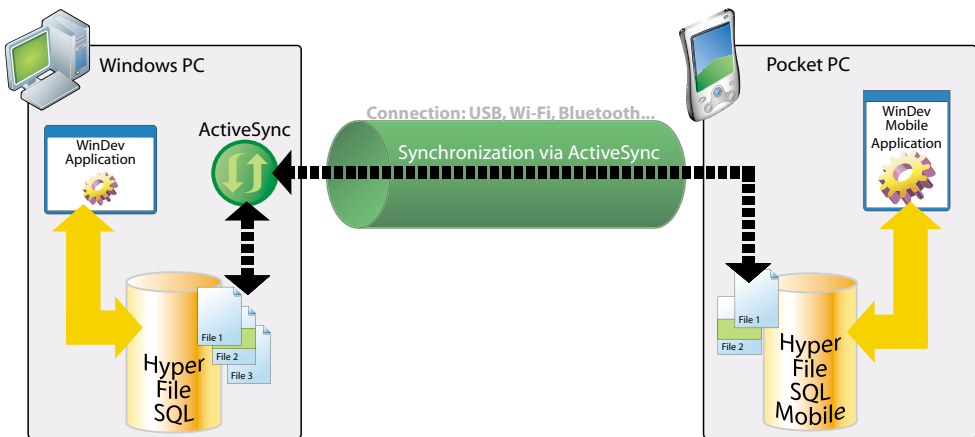 Windows PC
Pocket PC
Connection: USB, Wi-Fi, Bluetooth...
ActiveSync
Synchronization via ActiveSync
WinDev
Application
WinDev
Mobile
Application
File 1
File 2
File 3
Hyper
File
SQL
File 1
File 2
Hyper
File
SQL
Mobile